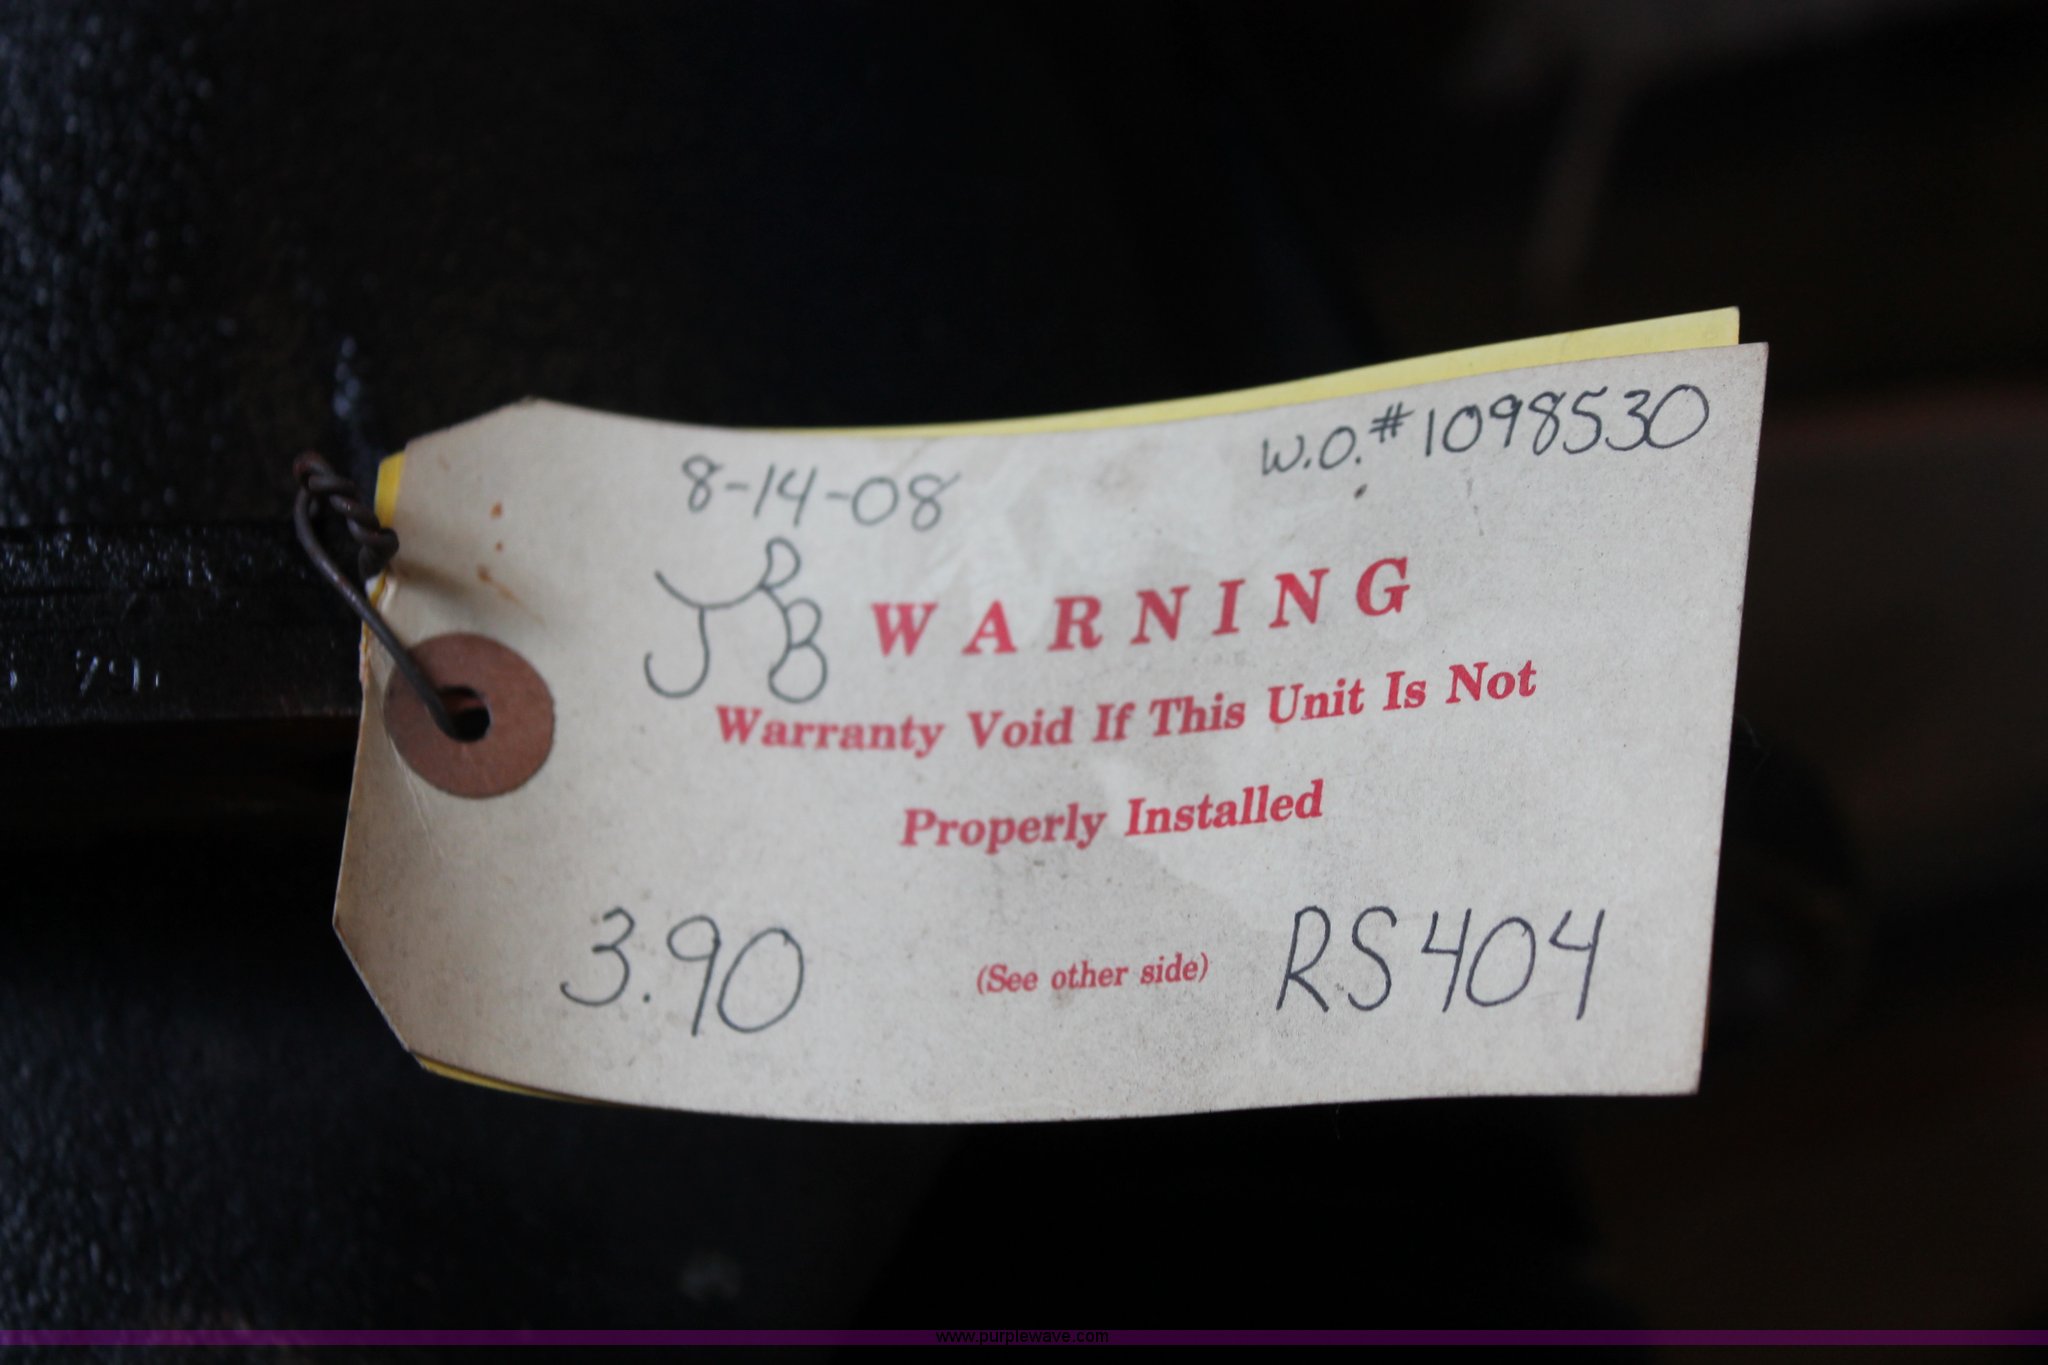 W.O.#1098530
8-14-08
JB
WARNING
Warranty Void If This Unit Is Not
Properly Installed
3.90
(See other side)
RS404
www.purplewave.com